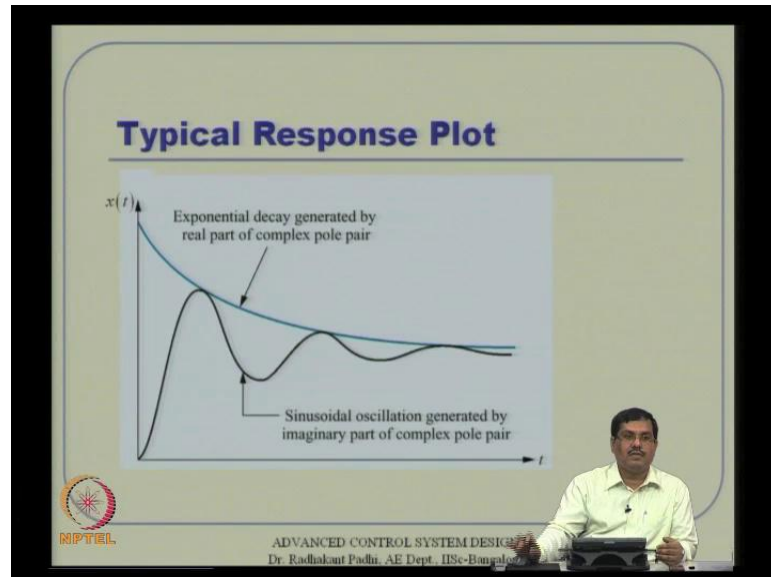 Typical Response Plot
x(t)
Exponential decay generated by
real part of complex pole pair
Sinusoidal oscillation generated by
imaginary part of complex pole pair
t
NPTEL
ADVANCED CONTROL SYSTEM DESIGN
Dr. Radhakant Padhi, AE Dept., IISc-Bangalo